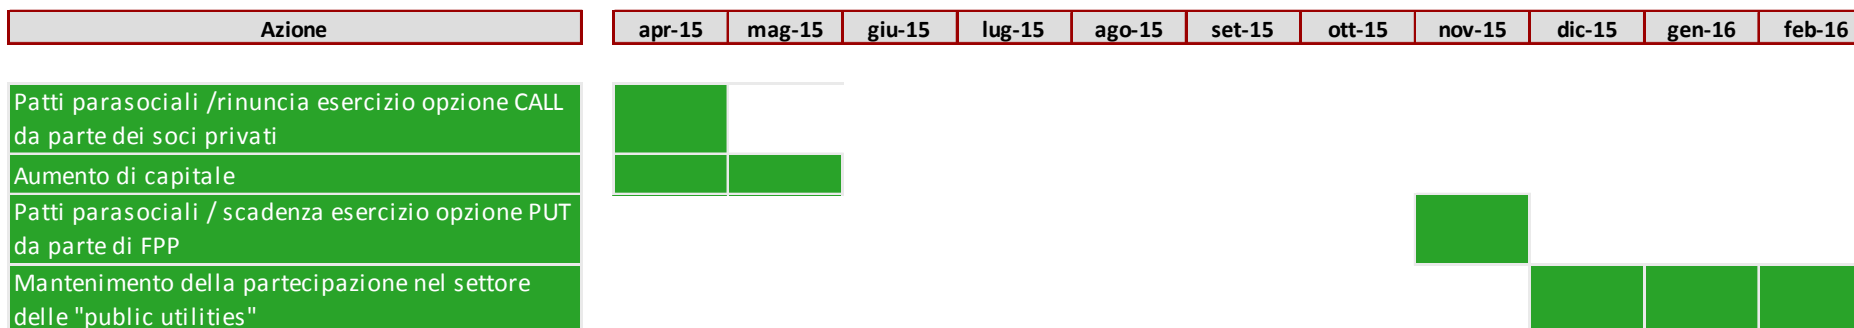 Azione apr-15 mag-15 giu-15 lug-15 ago-15 set-15 ott-15 nov-15 dic-15 gen-16 feb-16
Patti parasociali /rinuncia esercizio opzione CALL
da parte dei soci privati
Aumento di capitale
Patti parasociali / scadenza esercizio opzione PUT
da parte di FPP
Mantenimento della partecipazione nel settore
delle "public utilities"